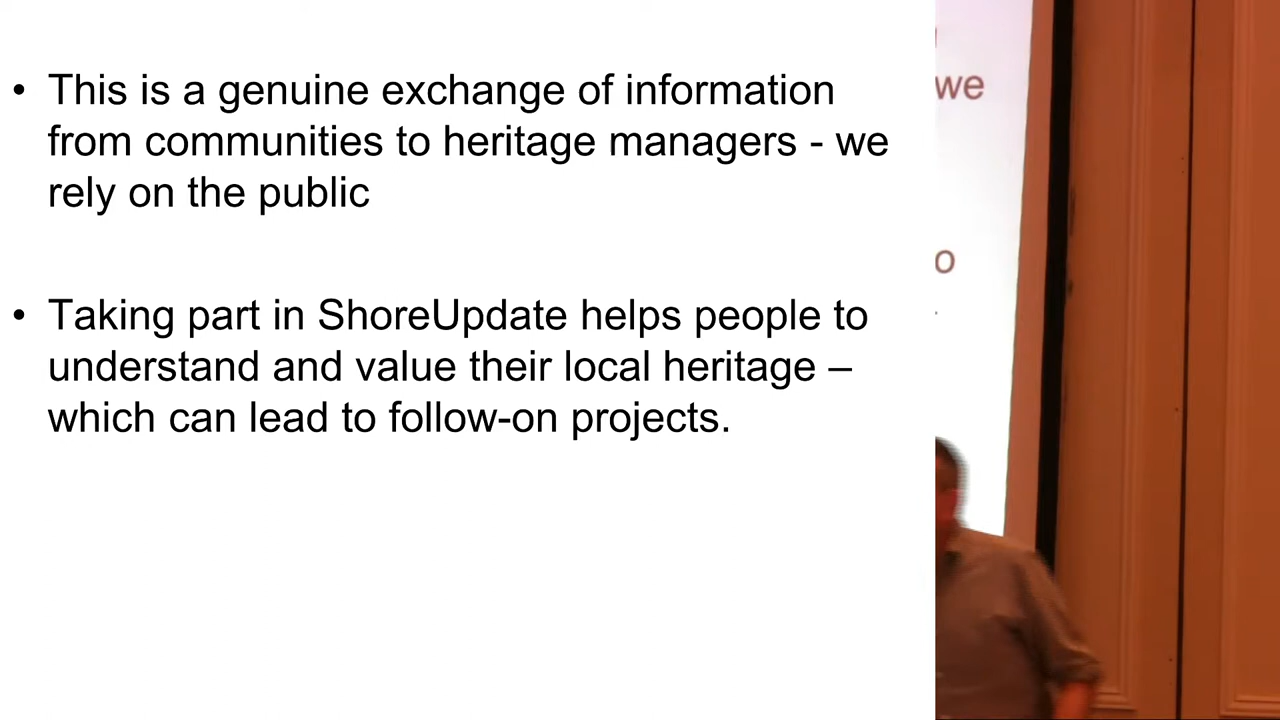 • This is a genuine exchange of information
from communities to heritage managers - we
rely on the public
• Taking part in ShoreUpdate helps people to
understand and value their local heritage –
which can lead to follow-on projects.
we